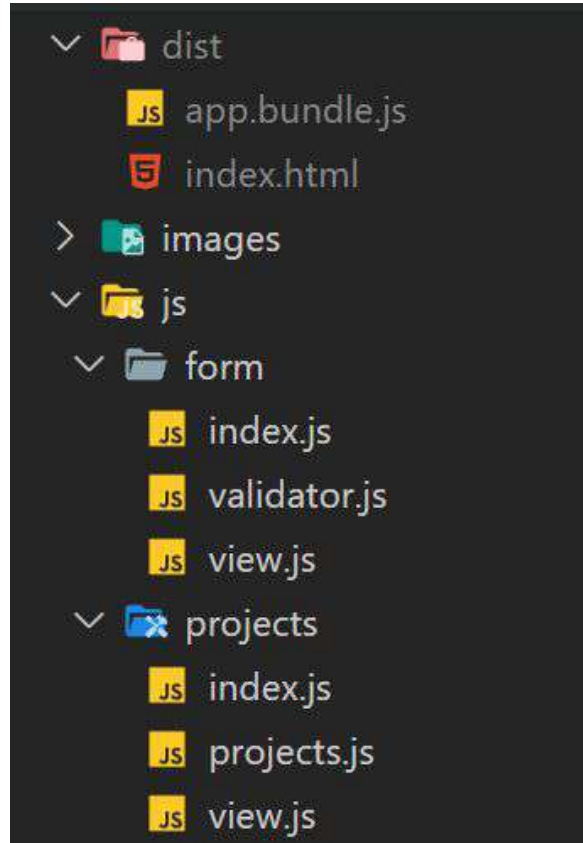 dist
JS app.bundle.js
5 index.html
images
JS js
form
JS index.js
JS validator.js
JS view.js
projects
JS index.js
JS projects.js
JS view.js